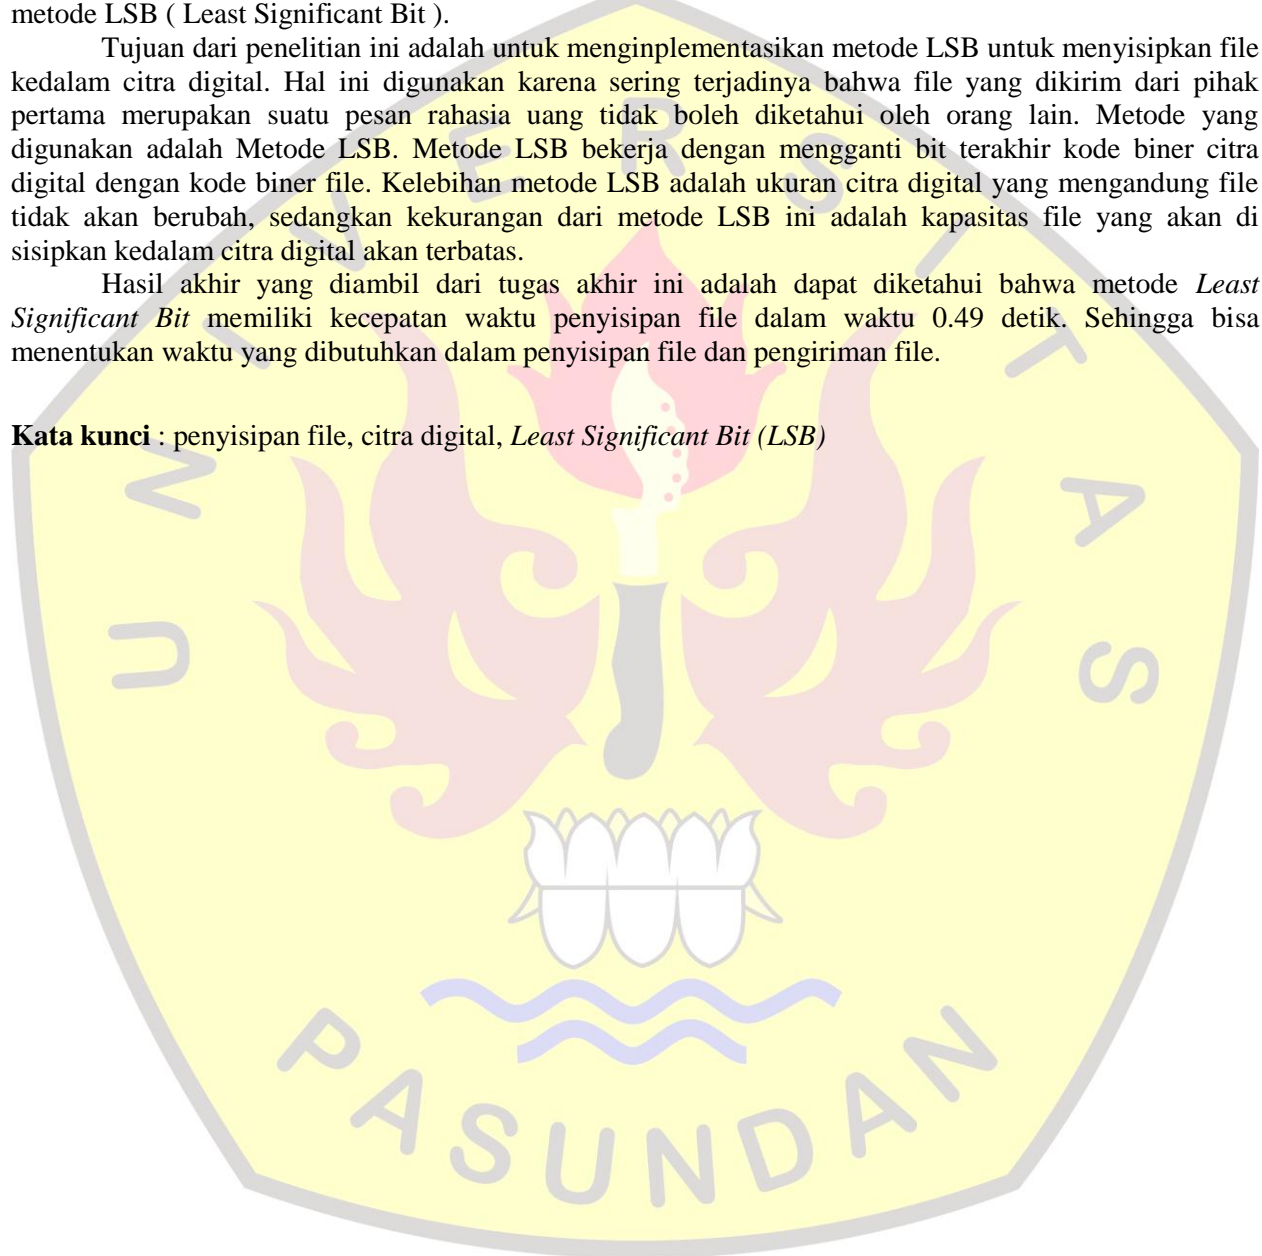 metode LSB ( Least Significant Bit ).
Tujuan dari penelitian ini adalah untuk menginplementasikan metode LSB untuk menyisipkan file
kedalam citra digital. Hal ini digunakan karena sering terjadinya bahwa file yang dikirim dari pihak
pertama merupakan suatu pesan rahasia uang tidak boleh diketahui oleh orang lain. Metode yang
digunakan adalah Metode LSB. Metode LSB bekerja dengan mengganti bit terakhir kode biner citra
digital dengan kode biner file. Kelebihan metode LSB adalah ukuran citra digital yang mengandung file
tidak akan berubah, sedangkan kekurangan dari metode LSB ini adalah kapasitas file yang akan di
sisipkan kedalam citra digital akan terbatas.
Hasil akhir yang diambil dari tugas akhir ini adalah dapat diketahui bahwa metode Least
Significant Bit memiliki kecepatan waktu penyisipan file dalam waktu 0.49 detik. Sehingga bisa
menentukan waktu yang dibutuhkan dalam penyisipan file dan pengiriman file.
Kata kunci : penyisipan file, citra digital, Least Significant Bit (LSB)
UNIVERSITAS
PASUNDAN